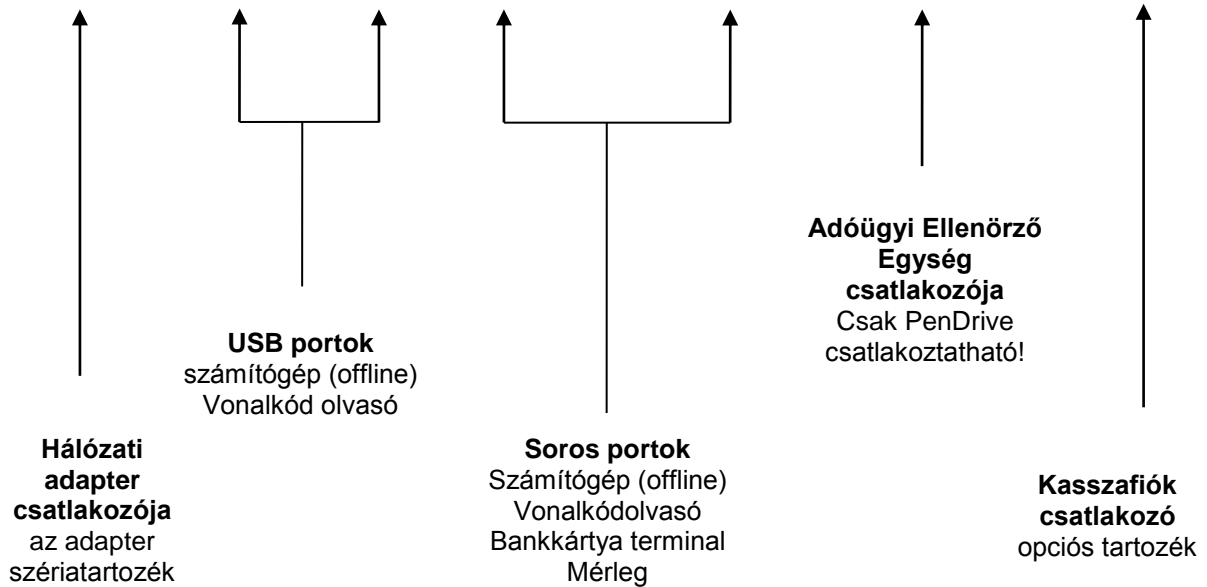 Hálózati
adapter
csatlakozója
az adapter
szériatartozék
USB portok
számítógép (offline)
Vonalkód olvasó
Soros portok
Számítógép (offline)
Vonalkódolvasó
Bankkártya terminal
Mérleg
Adóügyi Ellenörző
Egység
csatlakozója
Csak PenDrive
csatlakoztatható!
Kasszafiók
csatlakozó
opciós tartozék